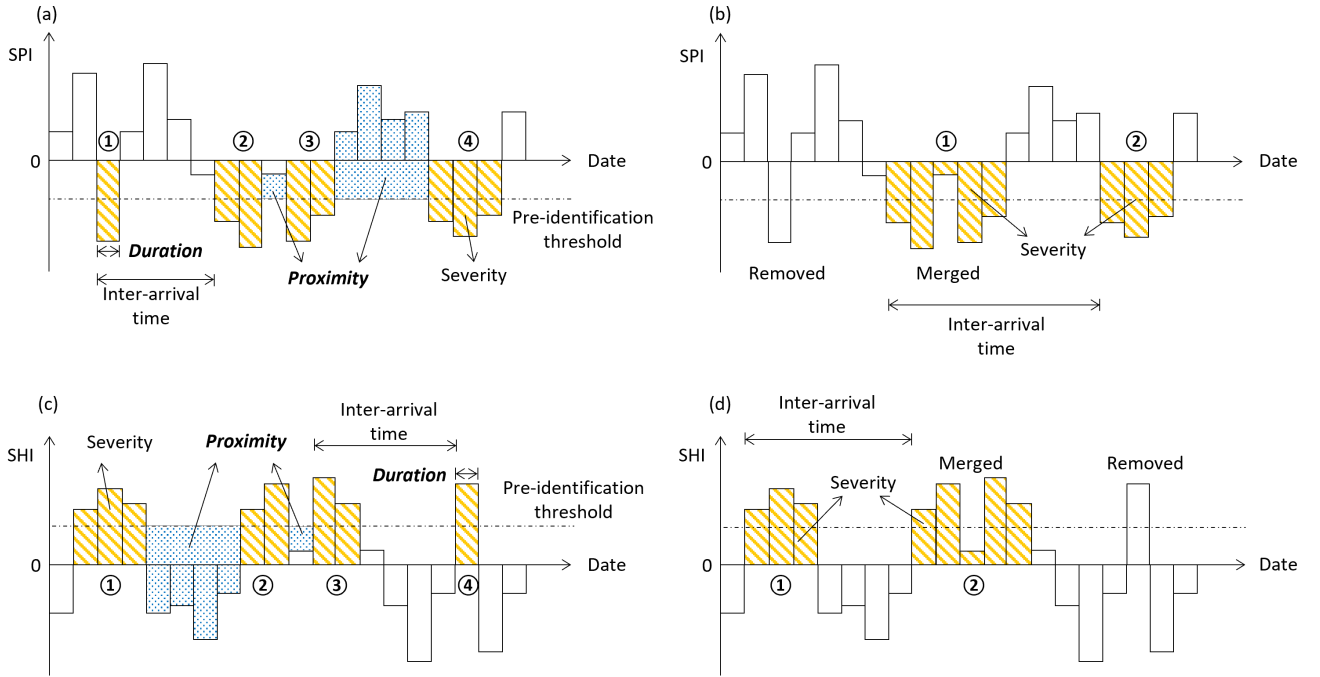 (a)
SPI
① ② ③ ④
0
Date
Pre-identification
threshold
Duration
Proximity
Severity
Inter-arrival
time
(b)
SPI
① ②
0
Date
Severity
Removed
Merged
Inter-arrival
time
(c)
Inter-arrival
time
Severity
Proximity
SHI
Duration
Pre-identification
threshold
0
Date
① ② ③ ④
(d)
Inter-arrival
time
SHI
Merged
Removed
Severity
0
Date
① ②